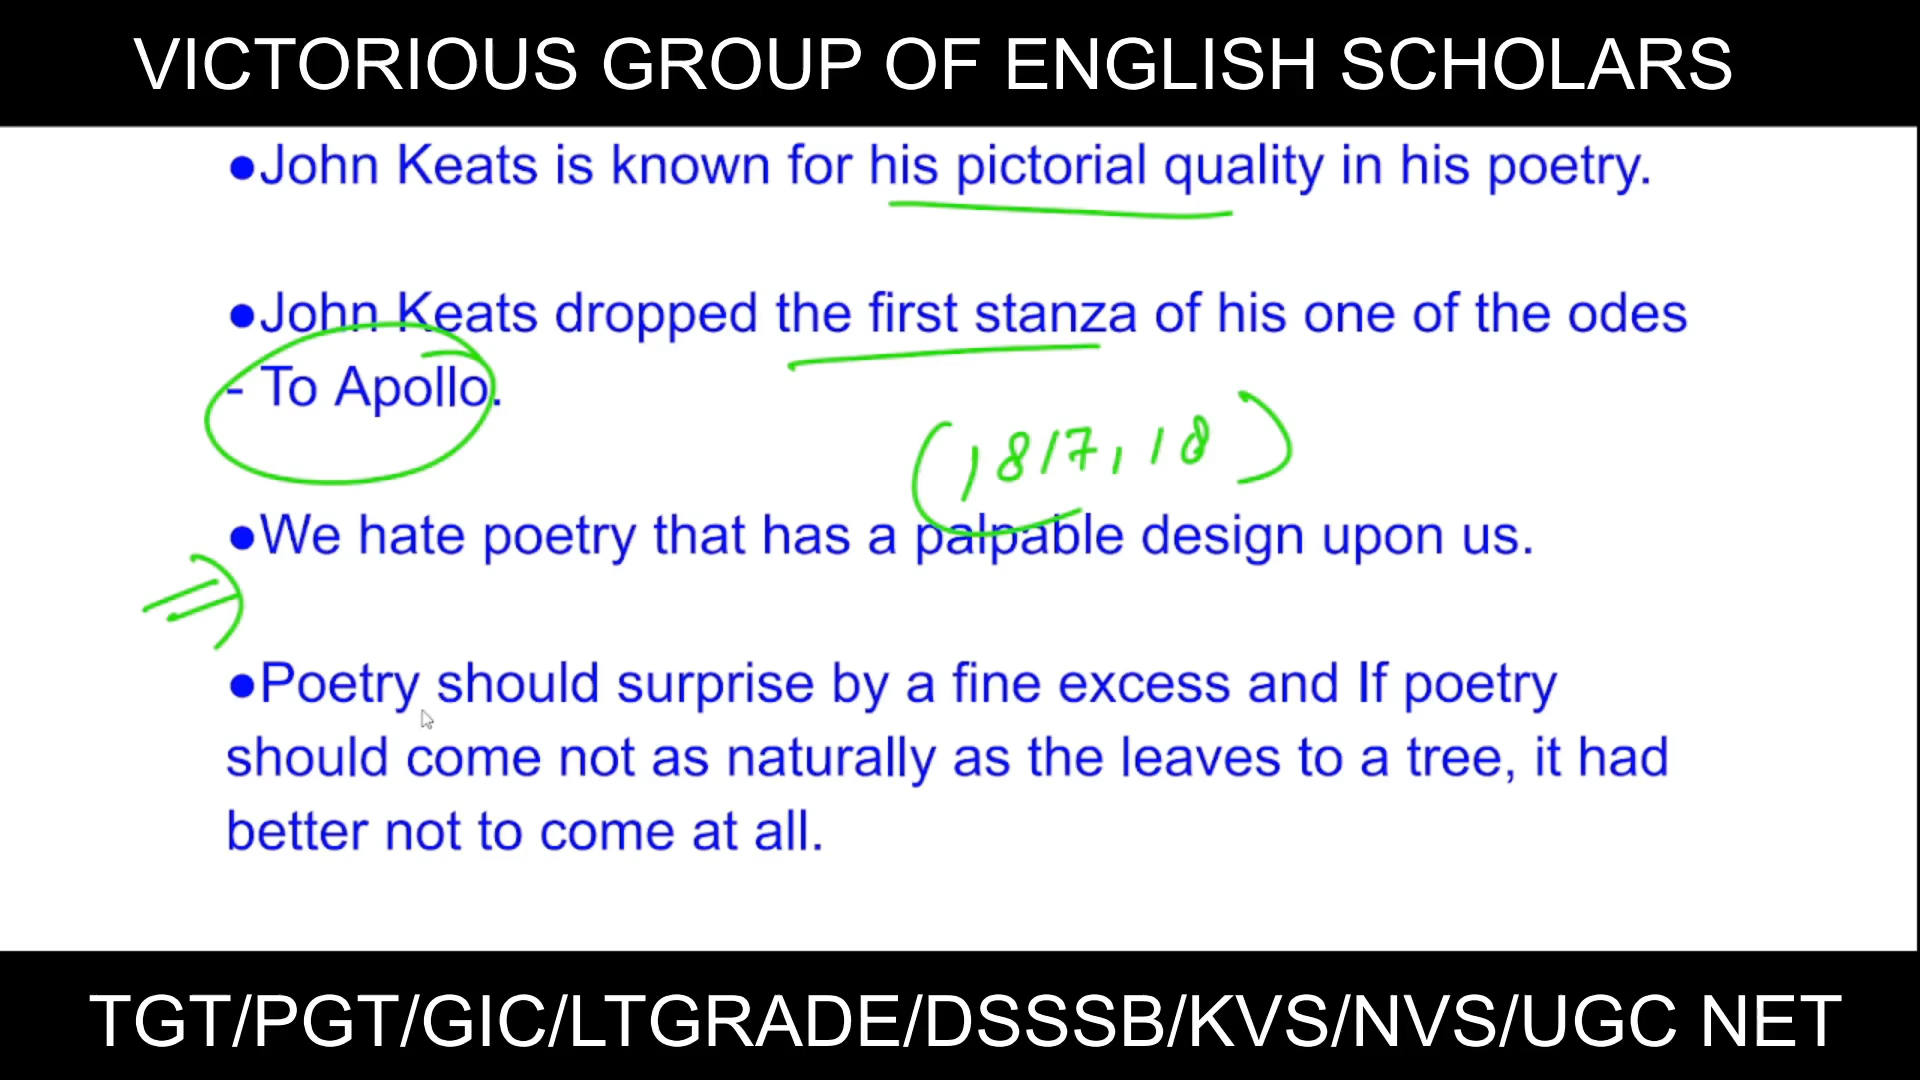 VICTORIOUS GROUP OF ENGLISH SCHOLARS
●John Keats is known for his pictorial quality in his poetry.
●John Keats dropped the first stanza of his one of the odes
- To Apollo.
(1817, 18)
●We hate poetry that has a palpable design upon us.
●Poetry should surprise by a fine excess and If poetry
should come not as naturally as the leaves to a tree, it had
better not to come at all.
TGT/PGT/GIC/LTGRADE/DSSSB/KVS/NVS/UGC NET